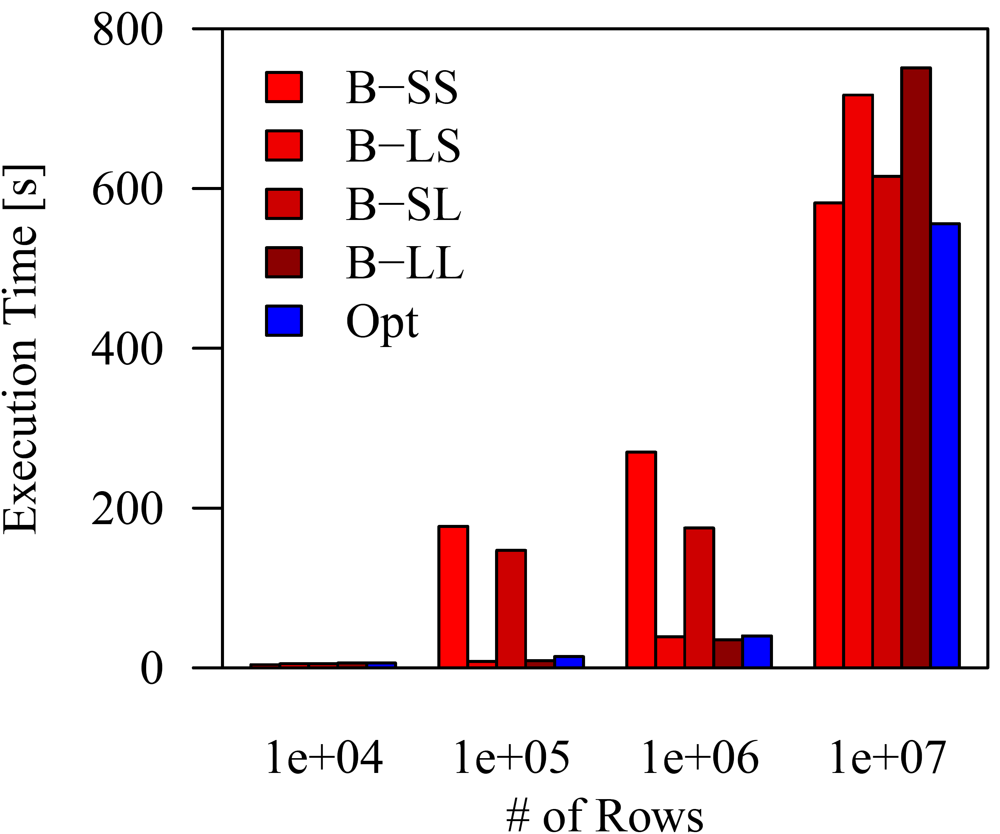 800
600
400
200
0
Execution Time [s]
B−SS
B−LS
B−SL
B−LL
Opt
1e+04 1e+05 1e+06 1e+07
# of Rows